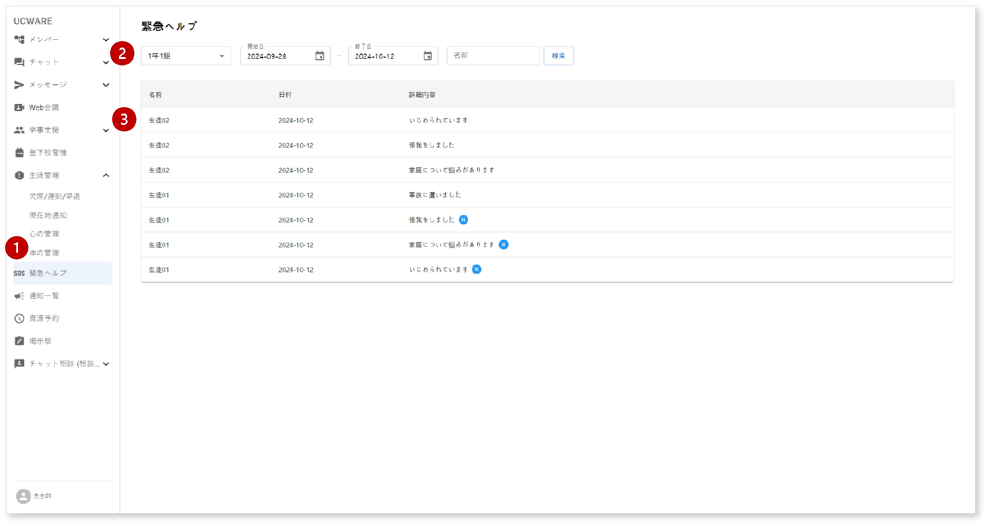 UCWARE
メンバー
チャット
メッセージ
Web会議
学事支援
登下校管理
生徒管理
欠席/遅刻/早退
現在地通知
心の管理
1
体の管理
SOS 緊急ヘルプ
通知一覧
資源予約
掲示板
チャット相談 (相談...
先生01
緊急ヘルプ
2
1年1組
開始日
2024-09-28
-
終了日
2024-10-12
名前
検索
名前 日付 詳細内容
3
生徒02 2024-10-12 いじめられています
生徒02 2024-10-12 怪我をしました
生徒02 2024-10-12 家庭について悩みがあります
生徒01 2024-10-12 事故に遭いました
生徒01 2024-10-12 怪我をしました N
生徒01 2024-10-12 家庭について悩みがあります N
生徒01 2024-10-12 いじめられています N